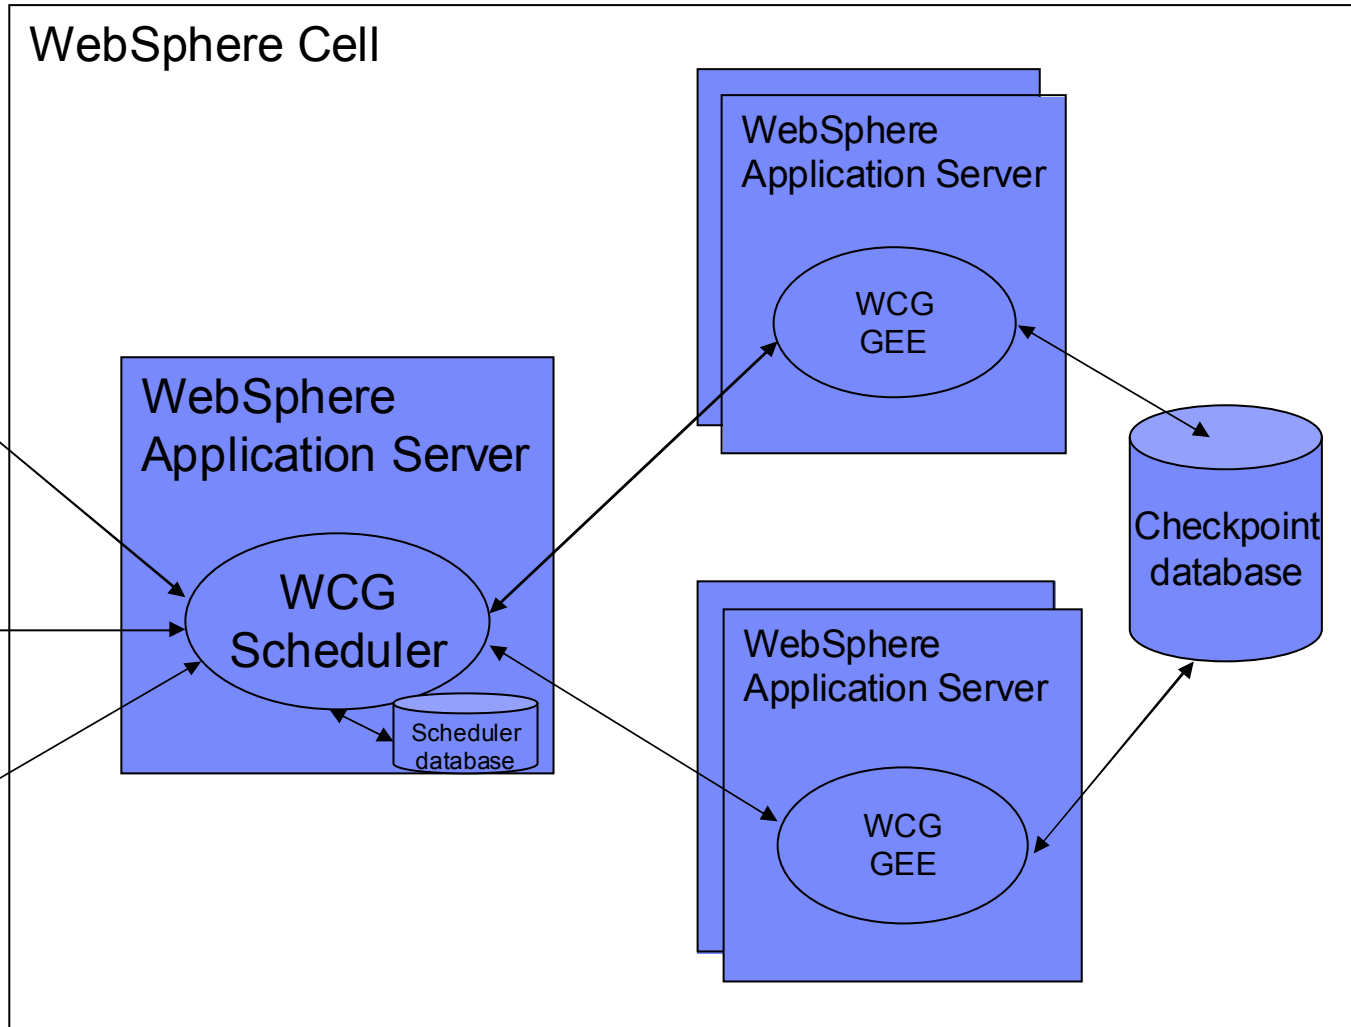 WebSphere Cell
WebSphere
Application Server
WCG
GEE
WebSphere
Application Server
WCG
Scheduler
Scheduler
database
Checkpoint
database
WebSphere
Application Server
WCG
GEE